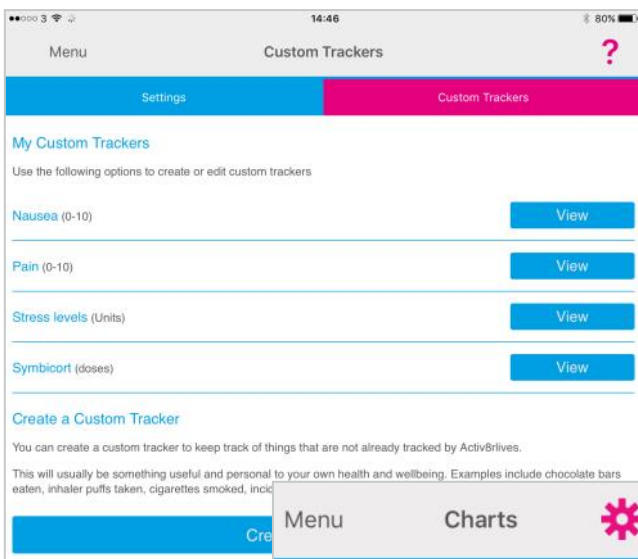 3 14:46 80%
Menu Custom Trackers ?
Settings Custom Trackers
My Custom Trackers
Use the following options to create or edit custom trackers
Nausea (0-10) View
Pain (0-10) View
Stress levels (Units) View
Symbicort (doses) View
Create a Custom Tracker
You can create a custom tracker to keep track of things that are not already tracked by Activ8rlives.
This will usually be something useful and personal to your own health and wellbeing. Examples include chocolate bars
eaten, inhaler puffs taken, cigarettes smoked,
Menu Charts